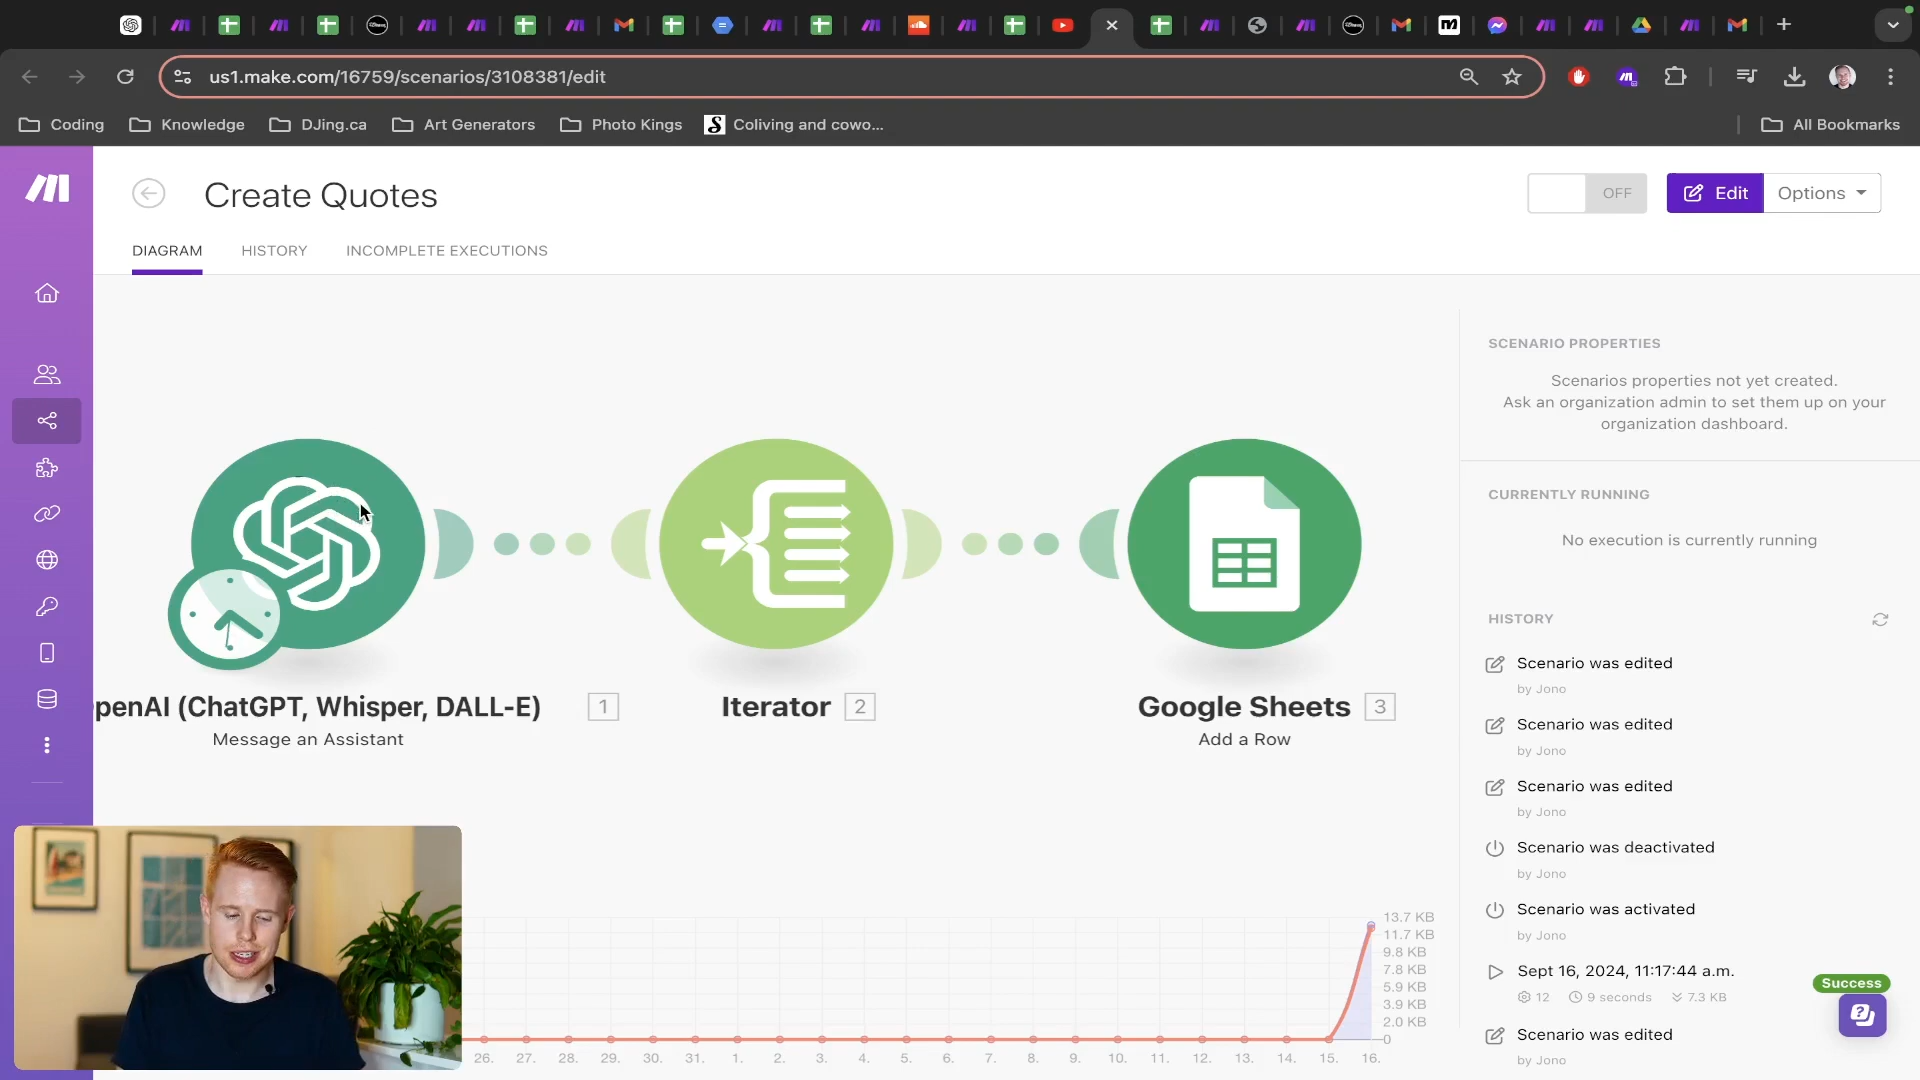 us1.make.com/16759/scenarios/3108381/edit
Coding
Knowledge
DJing.ca
Art Generators
Photo Kings
Coliving and cowo...
All Bookmarks
Create Quotes
OFF
Edit
Options
DIAGRAM
HISTORY
INCOMPLETE EXECUTIONS
penAI (ChatGPT, Whisper, DALL-E)
1
Message an Assistant
Iterator
2
Google Sheets
3
Add a Row
SCENARIO PROPERTIES
Scenarios properties not yet created.
Ask an organization admin to set them up on your
organization dashboard.
CURRENTLY RUNNING
No execution is currently running
HISTORY
Scenario was edited
by Jono
Scenario was edited
by Jono
Scenario was edited
by Jono
Scenario was deactivated
by Jono
Scenario was activated
by Jono
Sept 16, 2024, 11:17:44 a.m.
12
9 seconds
7.3 KB
Success
Scenario was edited
by Jono
13.7 KB
11.7 KB
9.8 KB
7.8 KB
5.9 KB
3.9 KB
2.0 KB
0
26. 27. 28. 29. 30. 31. 1. 2. 3. 4. 5. 6. 7. 8. 9. 10. 11. 12. 13. 14. 15. 16.